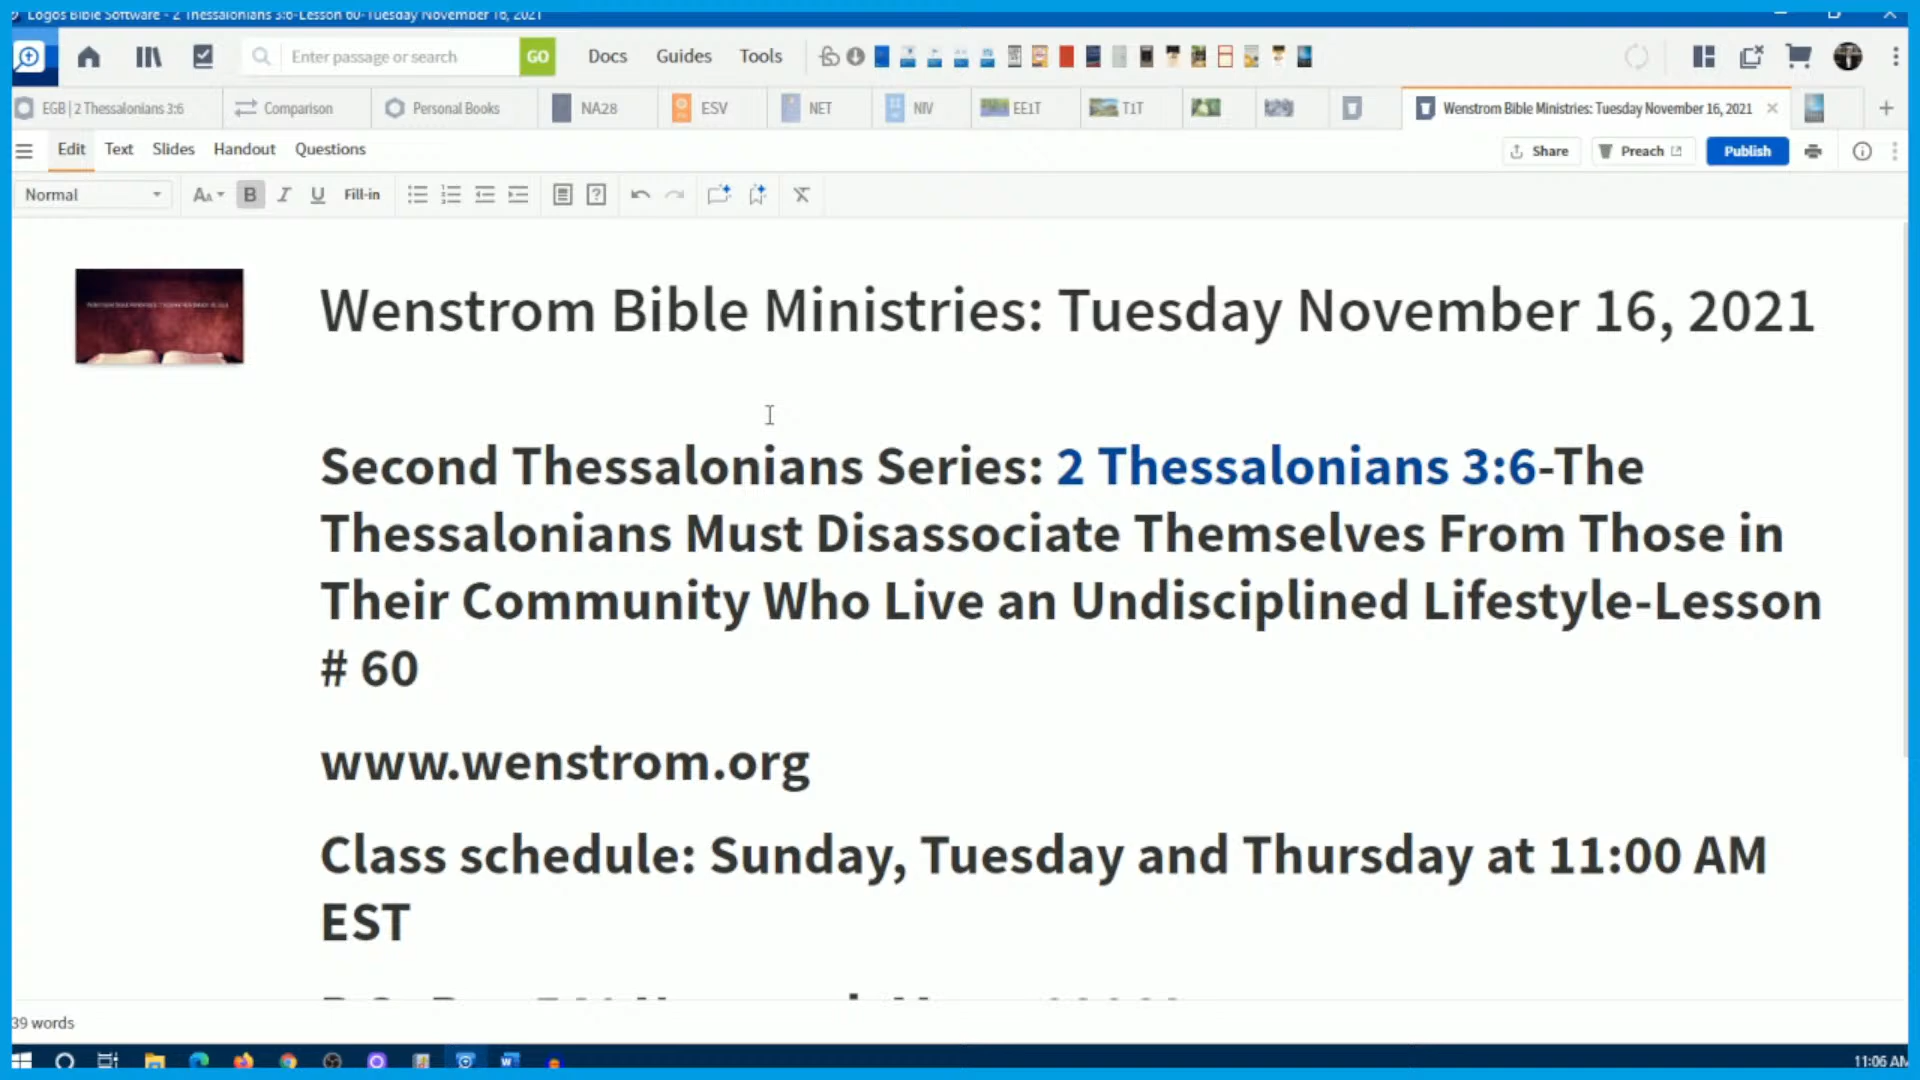 Logos Bible Software - 2 Thessalonians 3:6-Lesson 60-Tuesday November 16, 2021
Enter passage or search GO Docs Guides Tools
EGB | 2 Thessalonians 3:6 Comparison Personal Books NA28 ESV NET NIV EE1T T1T Wenstrom Bible Ministries: Tuesday November 16, 2021
Edit Text Slides Handout Questions Share Preach Publish
Normal B I U Fill-in
Wenstrom Bible Ministries: Tuesday November 16, 2021
Second Thessalonians Series: 2 Thessalonians 3:6-The
Thessalonians Must Disassociate Themselves From Those in
Their Community Who Live an Undisciplined Lifestyle-Lesson
# 60
www.wenstrom.org
Class schedule: Sunday, Tuesday and Thursday at 11:00 AM
EST
39 words
11:06 AM